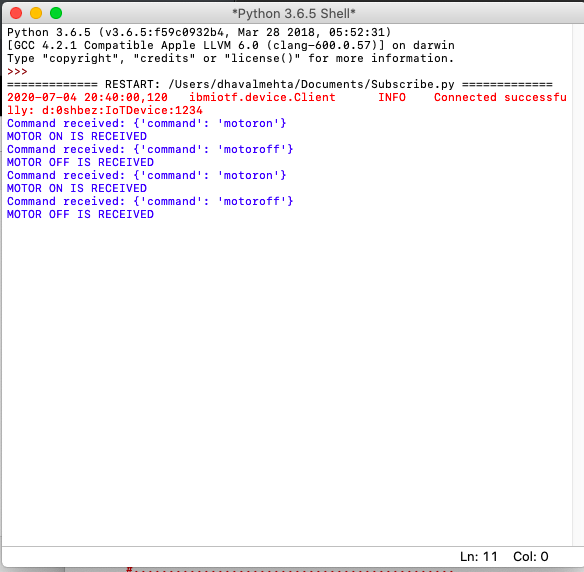 *Python 3.6.5 Shell*
Python 3.6.5 (v3.6.5:f59c0932b4, Mar 28 2018, 05:52:31)
[GCC 4.2.1 Compatible Apple LLVM 6.0 (clang-600.0.57)] on darwin
Type "copyright", "credits" or "license()" for more information.
>>>
============= RESTART: /Users/dhavalmehta/Documents/Subscribe.py =============
2020-07-04 20:40:00,120   ibmiotf.device.Client      INFO    Connected successfu
lly: d:0shbez:IoTDevice:1234
Command received: {'command': 'motoron'}
MOTOR ON IS RECEIVED
Command received: {'command': 'motoroff'}
MOTOR OFF IS RECEIVED
Command received: {'command': 'motoron'}
MOTOR ON IS RECEIVED
Command received: {'command': 'motoroff'}
MOTOR OFF IS RECEIVED
Ln: 11 Col: 0